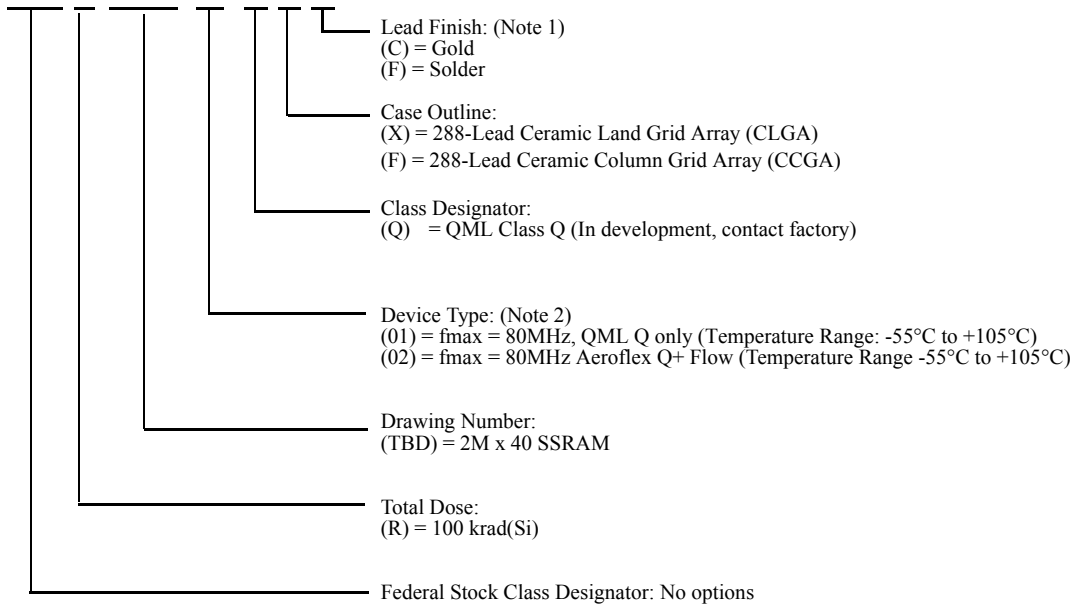 Lead Finish: (Note 1)
(C) = Gold
(F) = Solder
Case Outline:
(X) = 288-Lead Ceramic Land Grid Array (CLGA)
(F) = 288-Lead Ceramic Column Grid Array (CCGA)
Class Designator:
(Q) = QML Class Q (In development, contact factory)
Device Type: (Note 2)
(01) = fmax = 80MHz, QML Q only (Temperature Range: -55°C to +105°C)
(02) = fmax = 80MHz Aeroflex Q+ Flow (Temperature Range -55°C to +105°C)
Drawing Number:
(TBD) = 2M x 40 SSRAM
Total Dose:
(R) = 100 krad(Si)
Federal Stock Class Designator: No options